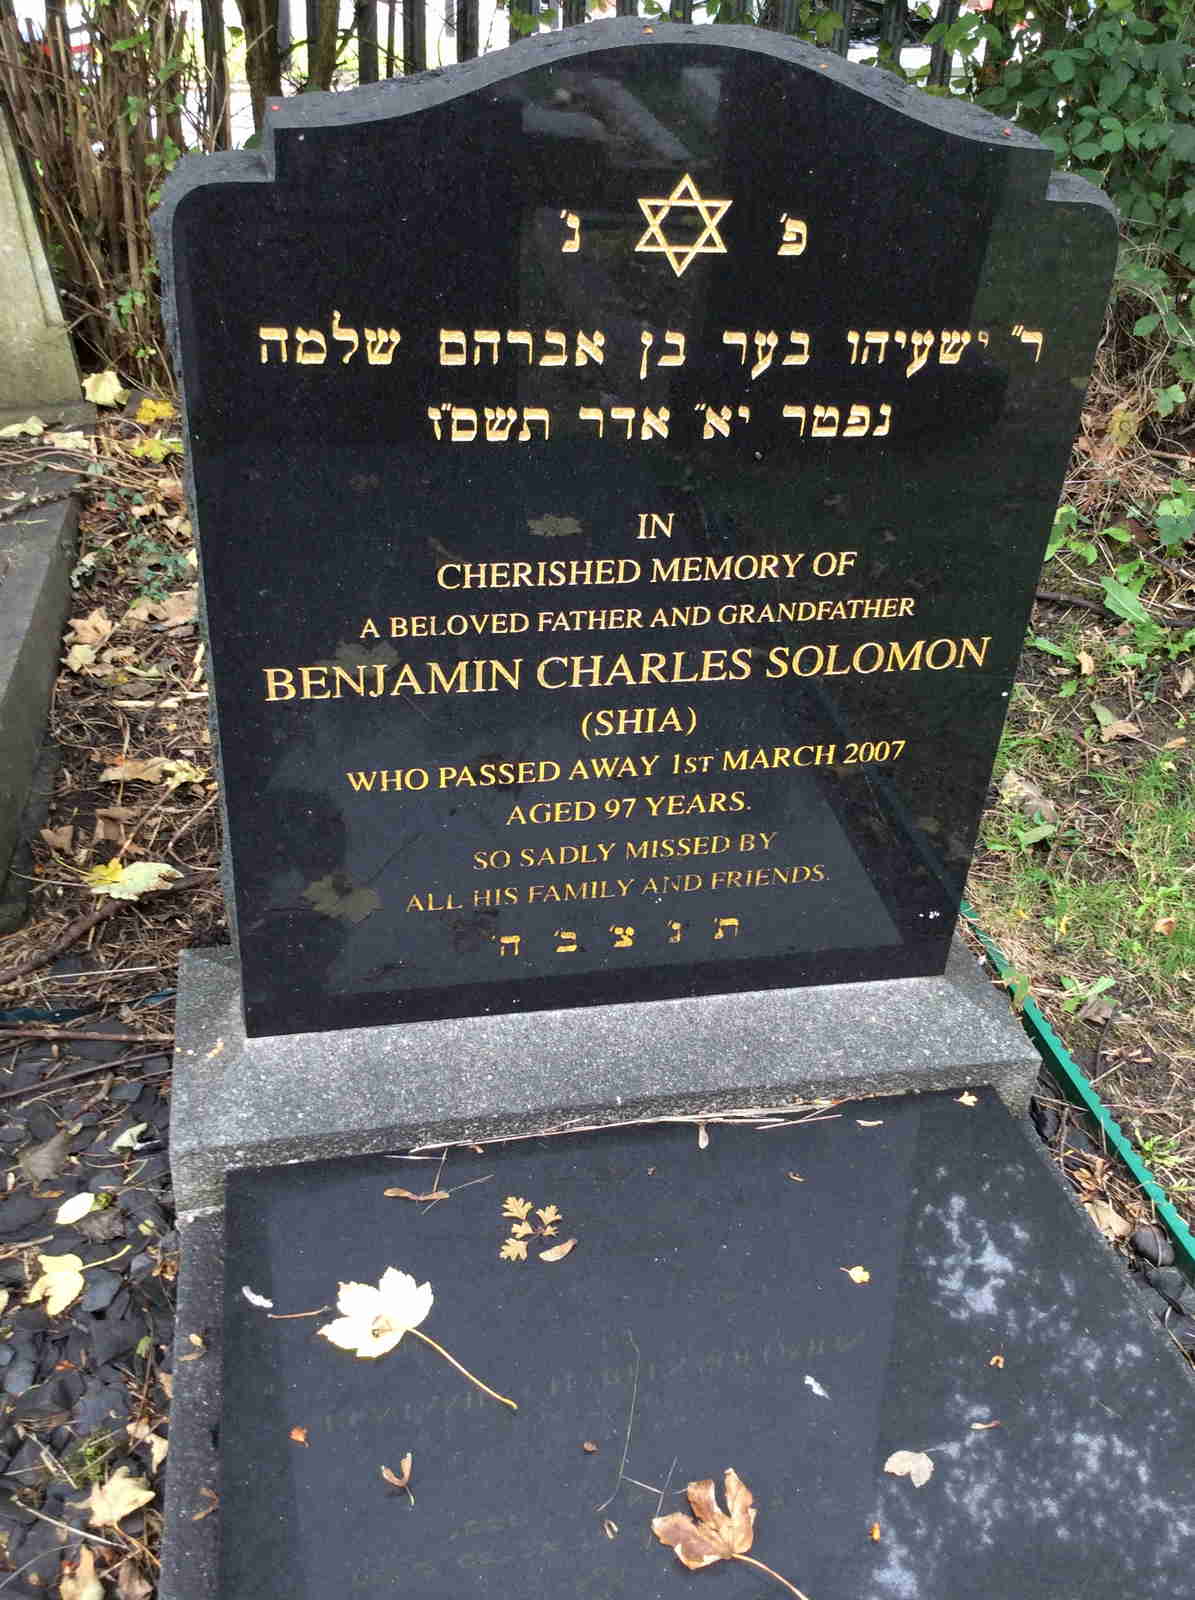 פ' נ'
ר" ישעיהו בער בן אברהם שלמה
נפטר יא" אדר תשס"ז
IN
CHERISHED MEMORY OF
A BELOVED FATHER AND GRANDFATHER
BENJAMIN CHARLES SOLOMON
(SHIA)
WHO PASSED AWAY 1ST MARCH 2007
AGED 97 YEARS.
SO SADLY MISSED BY
ALL HIS FAMILY AND FRIENDS.
ת' נ' צ' ב' ה'